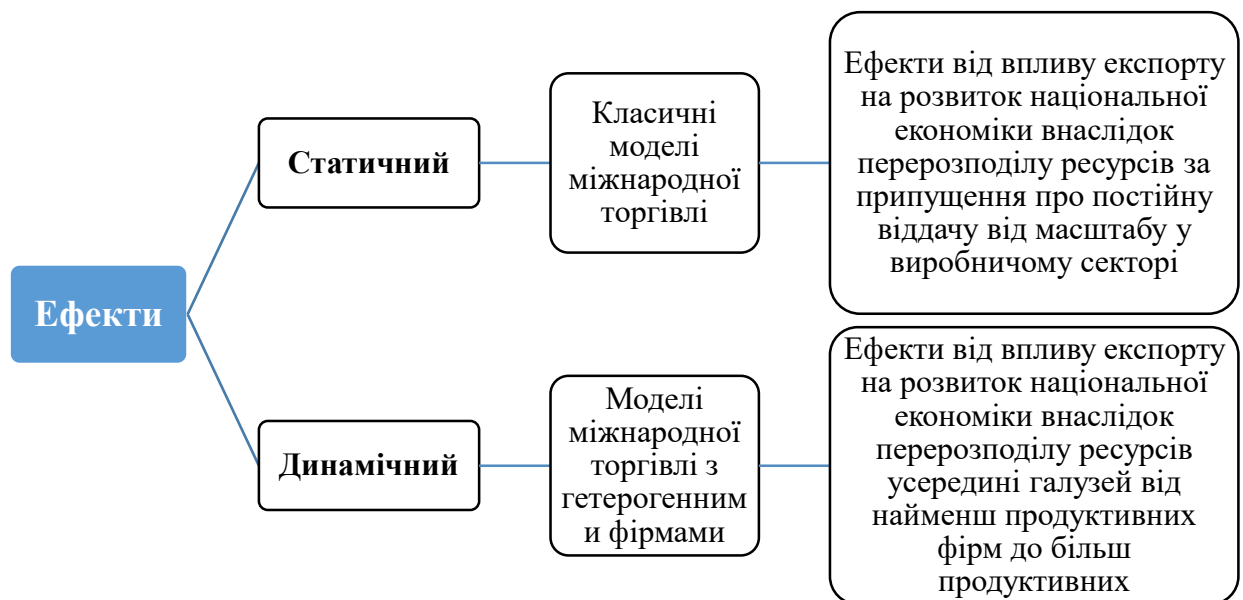 Ефекти
Статичний
Класичні
моделі
міжнародної
торгівлі
Ефекти від впливу експорту
на розвиток національної
економіки внаслідок
перерозподілу ресурсів за
припущення про постійну
віддачу від масштабу у
виробничому секторі
Динамічний
Моделі
міжнародної
торгівлі з
гетерогенним
и фірмами
Ефекти від впливу експорту
на розвиток національної
економіки внаслідок
перерозподілу ресурсів
усередині галузей від
найменш продуктивних
фірм до більш
продуктивних